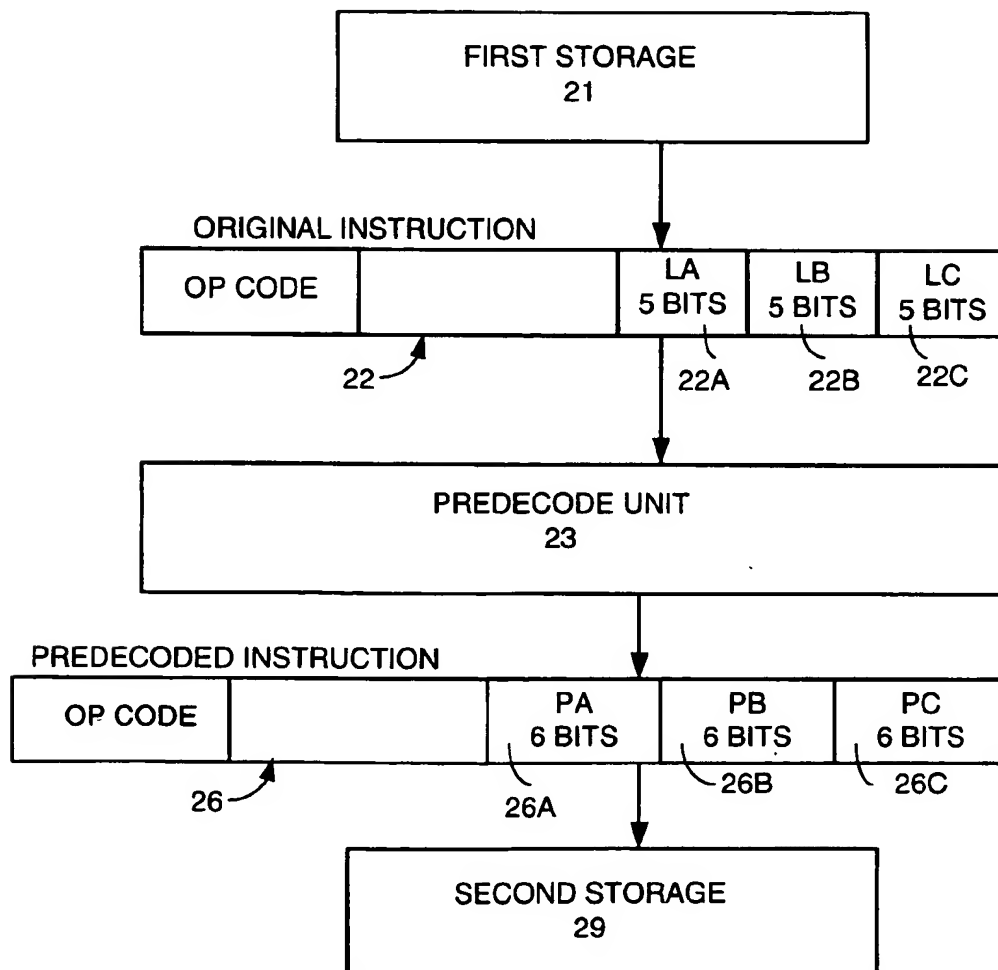 FIRST STORAGE
21
ORIGINAL INSTRUCTION
OP CODE
LA
5 BITS
LB
5 BITS
LC
5 BITS
22
22A
22B
22C
PREDECODE UNIT
23
PREDECODED INSTRUCTION
OP CODE
PA
6 BITS
PB
6 BITS
PC
6 BITS
26
26A
26B
26C
SECOND STORAGE
29